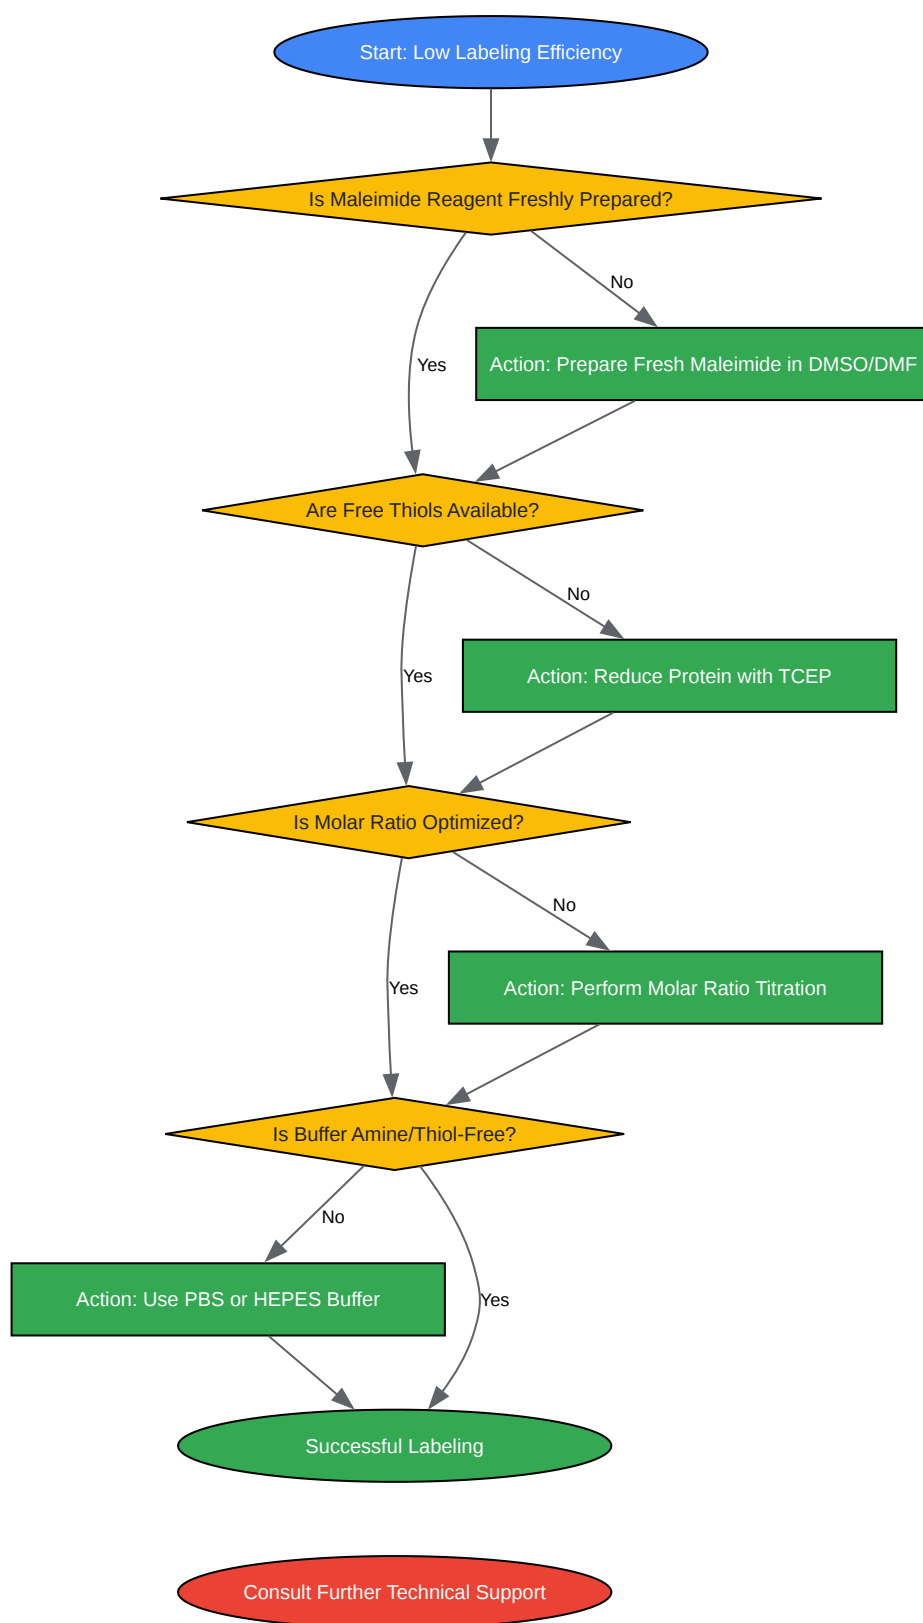 Start: Low Labeling Efficiency
Is Maleimide Reagent Freshly Prepared?
No
Yes
Action: Prepare Fresh Maleimide in DMSO/DMF
Are Free Thiols Available?
No
Yes
Action: Reduce Protein with TCEP
Is Molar Ratio Optimized?
No
Yes
Action: Perform Molar Ratio Titration
Is Buffer Amine/Thiol-Free?
No
Action: Use PBS or HEPES Buffer
Yes
Successful Labeling
Consult Further Technical Support